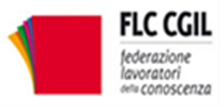 FLC CGIL
federazione
lavoratori
della conoscenza